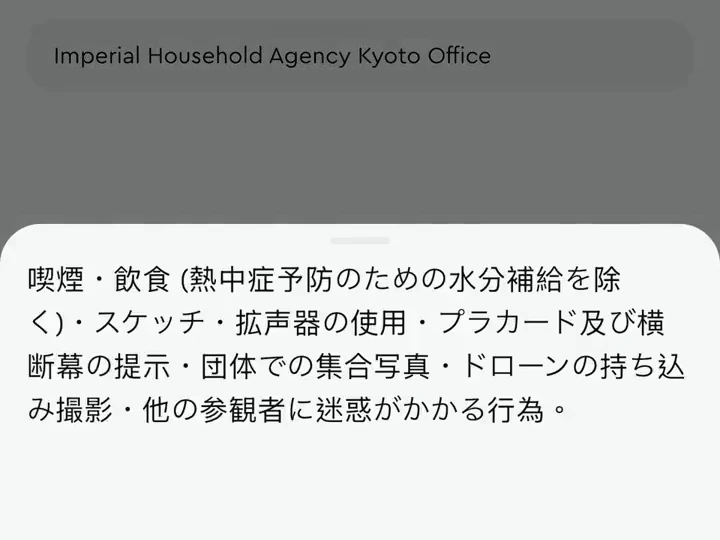 Imperial Household Agency Kyoto Office
喫煙・飲食 (熱中症予防のための水分補給を除
く)・スケッチ・拡声器の使用・プラカード及び横
断幕の提示・団体での集合写真・ドローンの持ち込
み撮影・他の参観者に迷惑がかかる行為。